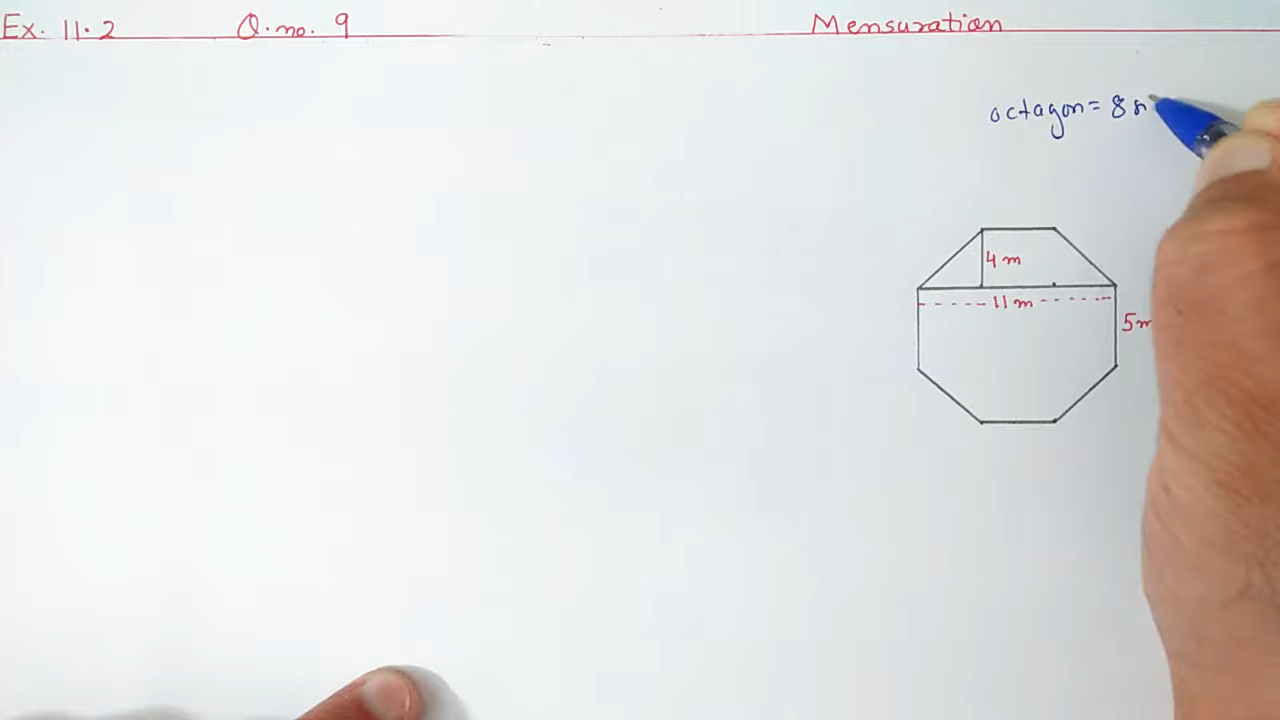 Ex. 11.2 Q. no. 9 Mensuration
octagon = 8
4 m
11 m
5m